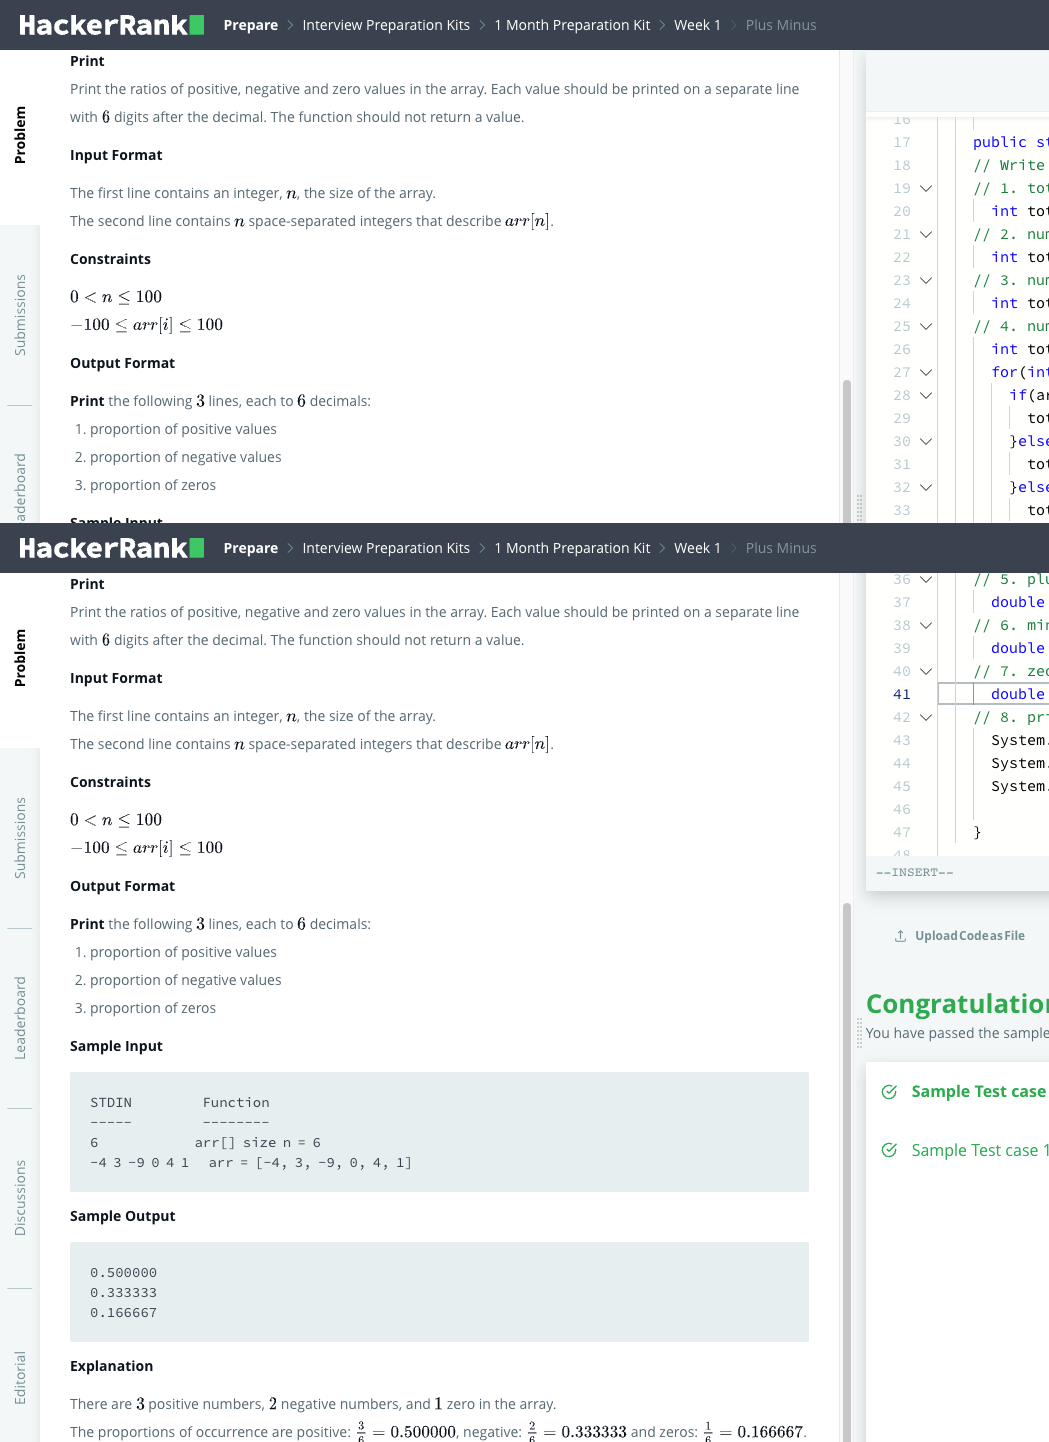 HackerRank Prepare > Interview Preparation Kits > 1 Month Preparation Kit > Week 1 > Plus Minus
Problem
Submissions
Print
Print the ratios of positive, negative and zero values in the array. Each value should be printed on a separate line
with 6 digits after the decimal. The function should not return a value.
Input Format
The first line contains an integer, n, the size of the array.
The second line contains n space-separated integers that describe arr[n].
Constraints
0 < n ≤ 100
−100 ≤ arr[i] ≤ 100
Output Format
Print the following 3 lines, each to 6 decimals:
1. proportion of positive values
2. proportion of negative values
3. proportion of zeros
Sample Input
16
17 public st
18 // Write
19 // 1. tot
20 int tot
21 // 2. num
22 int tot
23 // 3. num
24 int tot
25 // 4. num
26 int tot
27 for(int
28 if(ar
29 tot
30 }else
31 tot
32 }else
33 tot
HackerRank Prepare > Interview Preparation Kits > 1 Month Preparation Kit > Week 1 > Plus Minus
Problem
Submissions
Leaderboard
Discussions
Editorial
Print
Print the ratios of positive, negative and zero values in the array. Each value should be printed on a separate line
with 6 digits after the decimal. The function should not return a value.
Input Format
The first line contains an integer, n, the size of the array.
The second line contains n space-separated integers that describe arr[n].
Constraints
0 < n ≤ 100
−100 ≤ arr[i] ≤ 100
Output Format
Print the following 3 lines, each to 6 decimals:
1. proportion of positive values
2. proportion of negative values
3. proportion of zeros
Sample Input
STDIN Function
----- --------
6 arr[] size n = 6
-4 3 -9 0 4 1 arr = [-4, 3, -9, 0, 4, 1]
Sample Output
0.500000
0.333333
0.166667
Explanation
There are 3 positive numbers, 2 negative numbers, and 1 zero in the array.
The proportions of occurrence are positive: 3/6 = 0.500000, negative: 2/6 = 0.333333 and zeros: 1/6 = 0.166667.
36 // 5. plu
37 double
38 // 6. min
39 double
40 // 7. zeo
41 double
42 // 8. pri
43 System.
44 System.
45 System.
46
47 }
48
--INSERT--
Upload Code as File
Congratulation
You have passed the sample
Sample Test case
Sample Test case 1